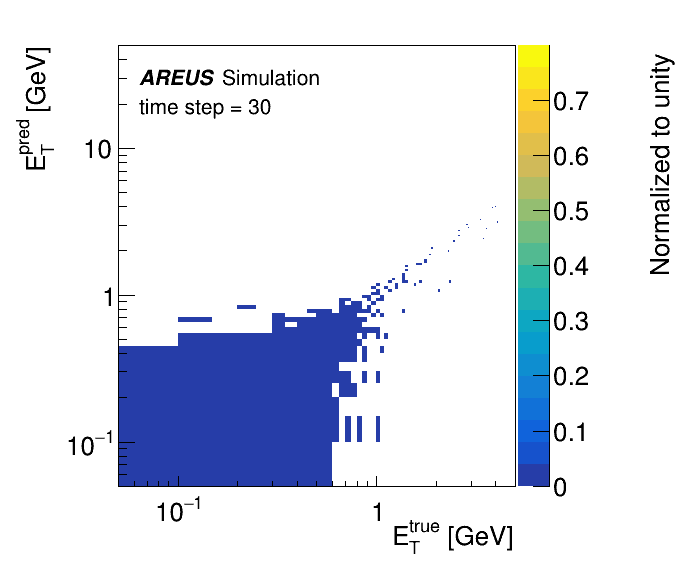 AREUS Simulation
time step = 30
E_T^pred [GeV]
10
1
10^−1
10^−1
1
E_T^true [GeV]
0.7
0.6
0.5
0.4
0.3
0.2
0.1
0
Normalized to unity